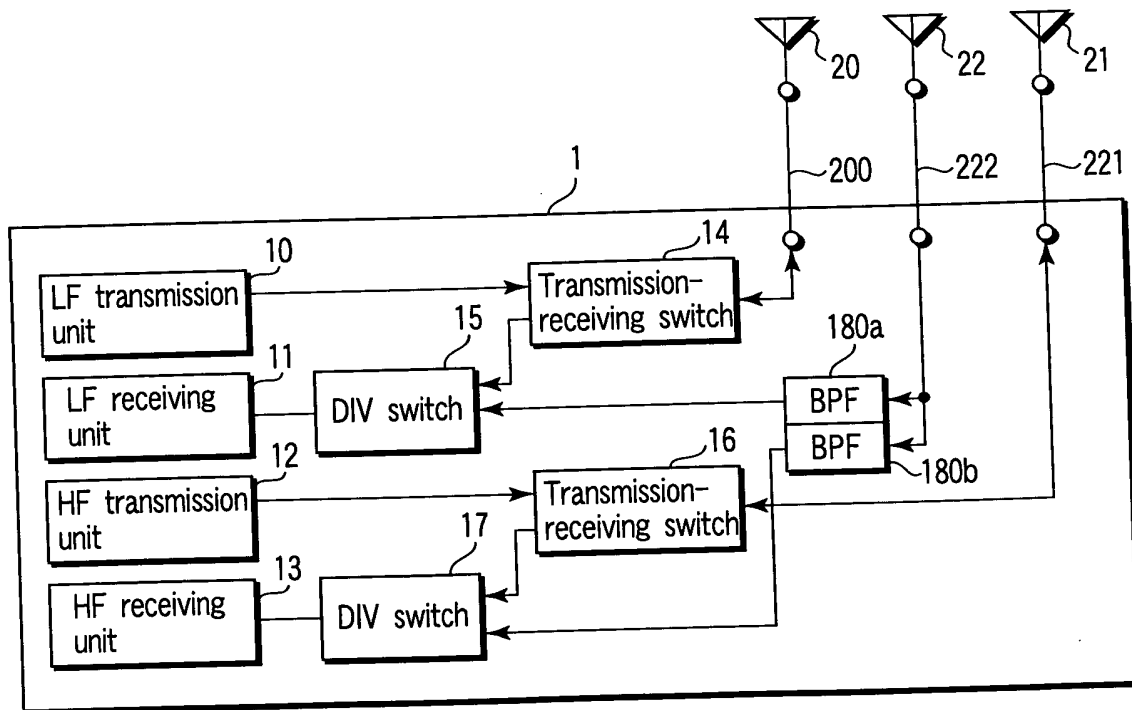 20
22
21
200
222
221
1
10
LF transmission
unit
14
Transmission-
receiving switch
15
11
LF receiving
unit
DIV switch
180a
BPF
BPF
180b
12
HF transmission
unit
16
Transmission-
receiving switch
17
13
HF receiving
unit
DIV switch